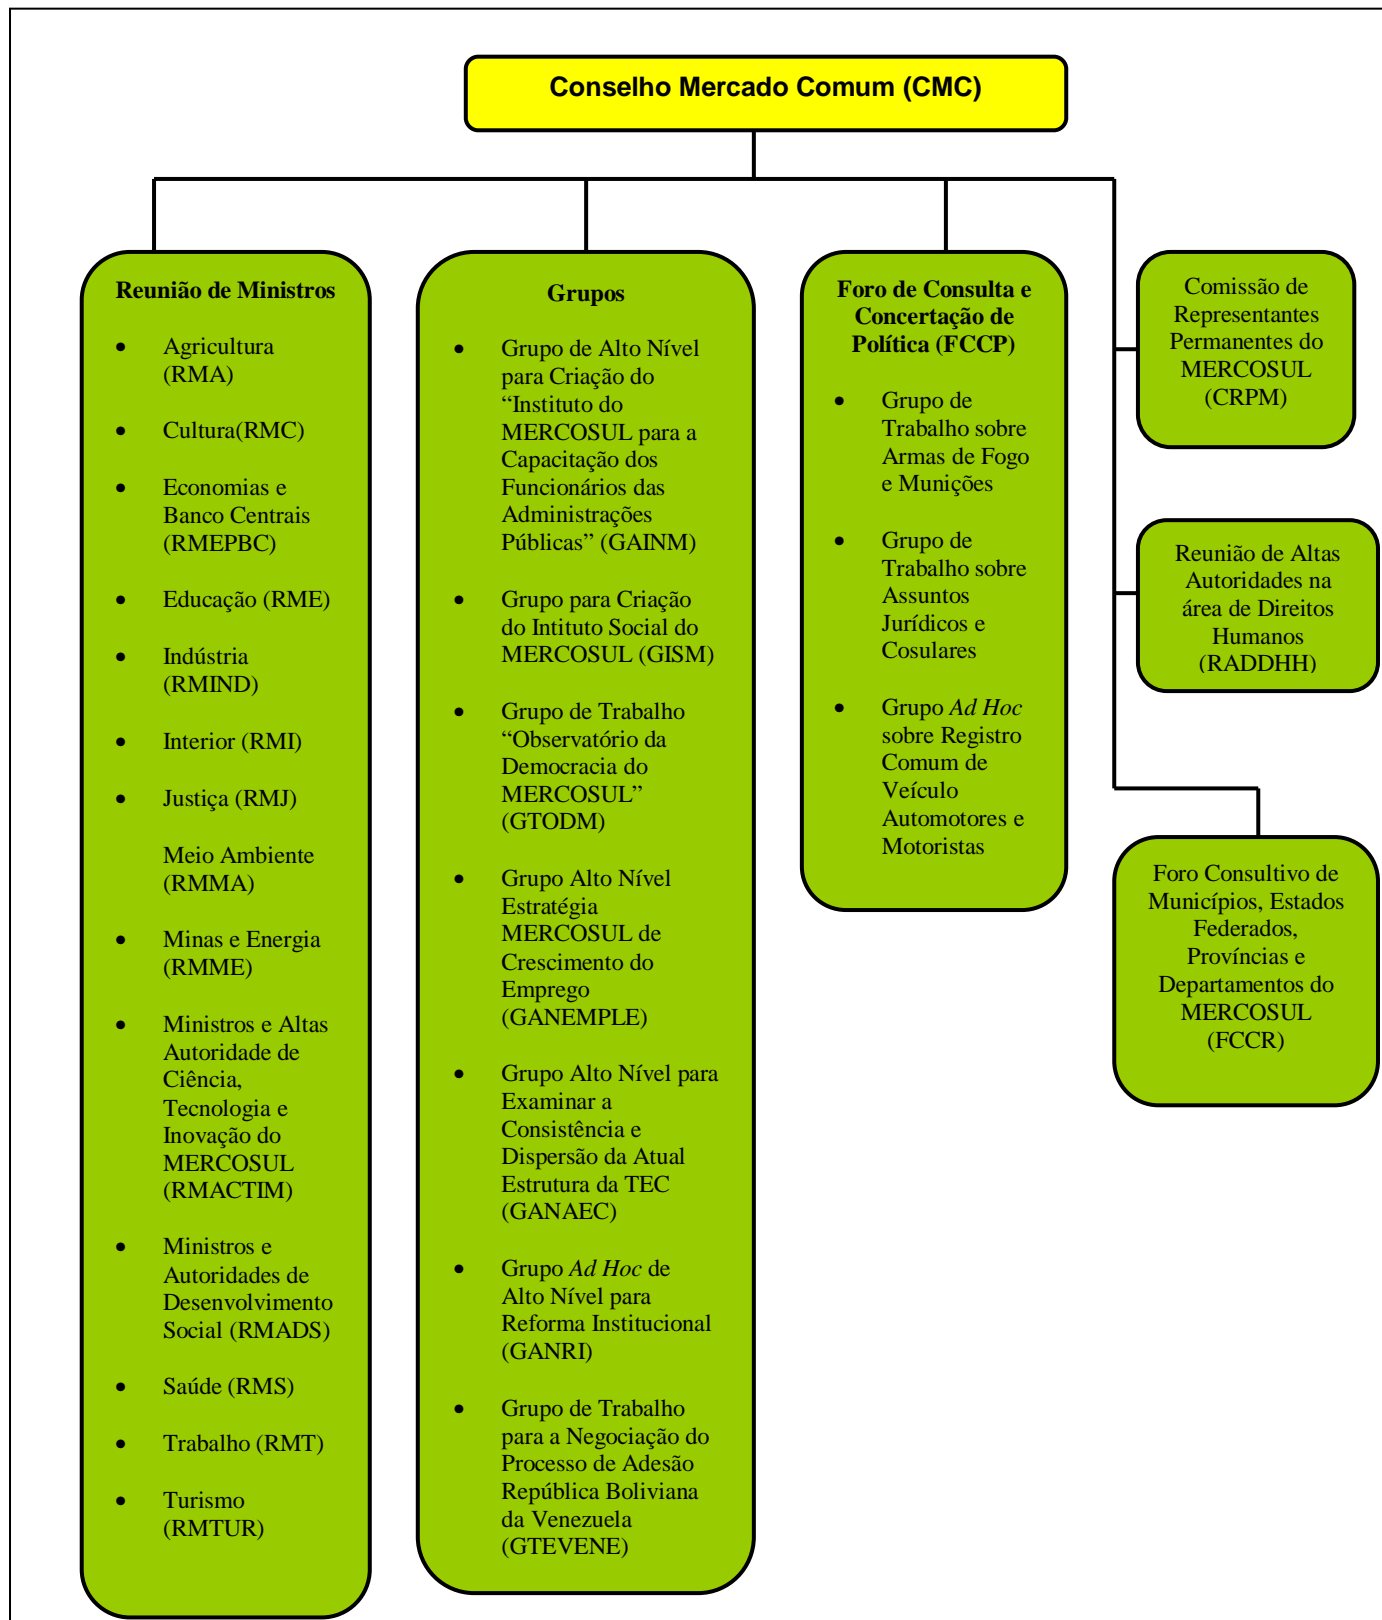 Conselho Mercado Comum (CMC)
Reunião de Ministros
• Agricultura
(RMA)
• Cultura(RMC)
• Economias e
Banco Centrais
(RMEPBC)
• Educação (RME)
• Indústria
(RMIND)
• Interior (RMI)
• Justiça (RMJ)
Meio Ambiente
(RMMA)
• Minas e Energia
(RMME)
• Ministros e Altas
Autoridade de
Ciência,
Tecnologia e
Inovação do
MERCOSUL
(RMACTIM)
• Ministros e
Autoridades de
Desenvolvimento
Social (RMADS)
• Saúde (RMS)
• Trabalho (RMT)
• Turismo
(RMTUR)
Grupos
• Grupo de Alto Nível
para Criação do
“Instituto do
MERCOSUL para a
Capacitação dos
Funcionários das
Administrações
Públicas” (GAINM)
• Grupo para Criação
do Intituto Social do
MERCOSUL (GISM)
• Grupo de Trabalho
“Observatório da
Democracia do
MERCOSUL”
(GTODM)
• Grupo Alto Nível
Estratégia
MERCOSUL de
Crescimento do
Emprego
(GANEMPLE)
• Grupo Alto Nível para
Examinar a
Consistência e
Dispersão da Atual
Estrutura da TEC
(GANAEC)
• Grupo Ad Hoc de
Alto Nível para
Reforma Institucional
(GANRI)
• Grupo de Trabalho
para a Negociação do
Processo de Adesão
República Boliviana
da Venezuela
(GTEVENE)
Foro de Consulta e
Concertação de
Política (FCCP)
• Grupo de
Trabalho sobre
Armas de Fogo
e Munições
• Grupo de
Trabalho sobre
Assuntos
Jurídicos e
Cosulares
• Grupo Ad Hoc
sobre Registro
Comum de
Veículo
Automotores e
Motoristas
Comissão de
Representantes
Permanentes do
MERCOSUL
(CRPM)
Reunião de Altas
Autoridades na
área de Direitos
Humanos
(RADDHH)
Foro Consultivo de
Municípios, Estados
Federados,
Províncias e
Departamentos do
MERCOSUL
(FCCR)